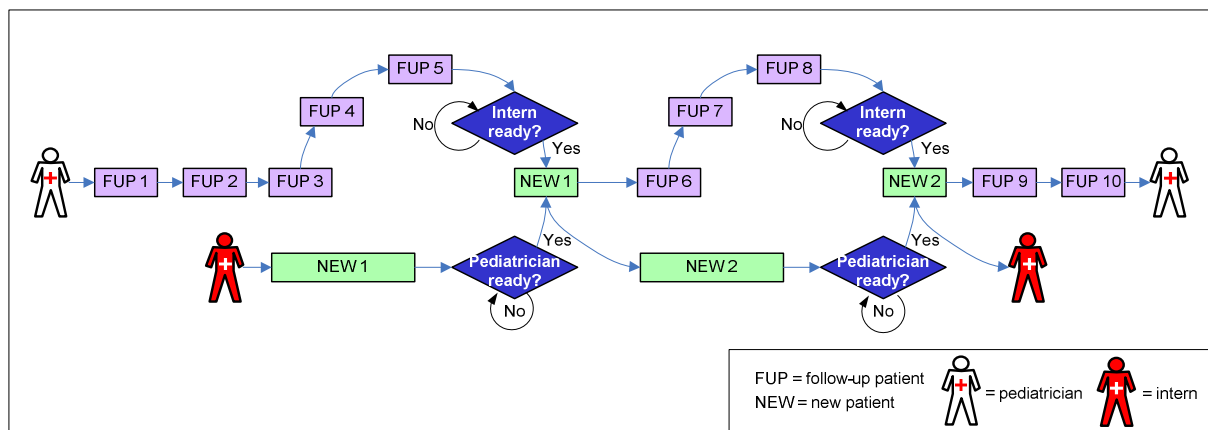 FUP 5
FUP 8
FUP 4
Intern
ready?
No
Yes
FUP 7
Intern
ready?
No
Yes
FUP 1
FUP 2
FUP 3
NEW 1
FUP 6
NEW 2
FUP 9
FUP 10
NEW 1
Pediatrician
ready?
Yes
No
NEW 2
Pediatrician
ready?
Yes
No
FUP = follow-up patient
NEW = new patient
= pediatrician
= intern